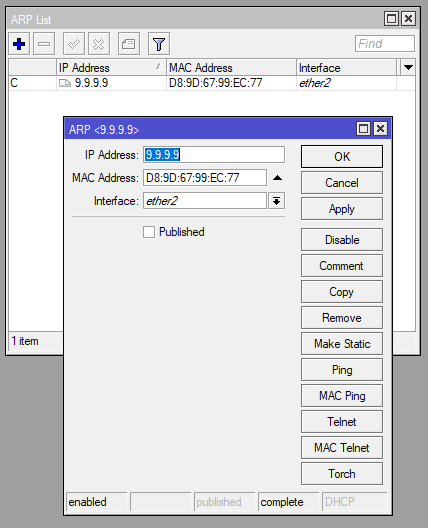 ARP List
Find
IP Address MAC Address Interface
C 9.9.9.9 D8:9D:67:99:EC:77 ether2
1 item
ARP <9.9.9.9>
IP Address: 9.9.9.9
MAC Address: D8:9D:67:99:EC:77
Interface: ether2
Published
OK
Cancel
Apply
Disable
Comment
Copy
Remove
Make Static
Ping
MAC Ping
Telnet
MAC Telnet
Torch
enabled published complete DHCP